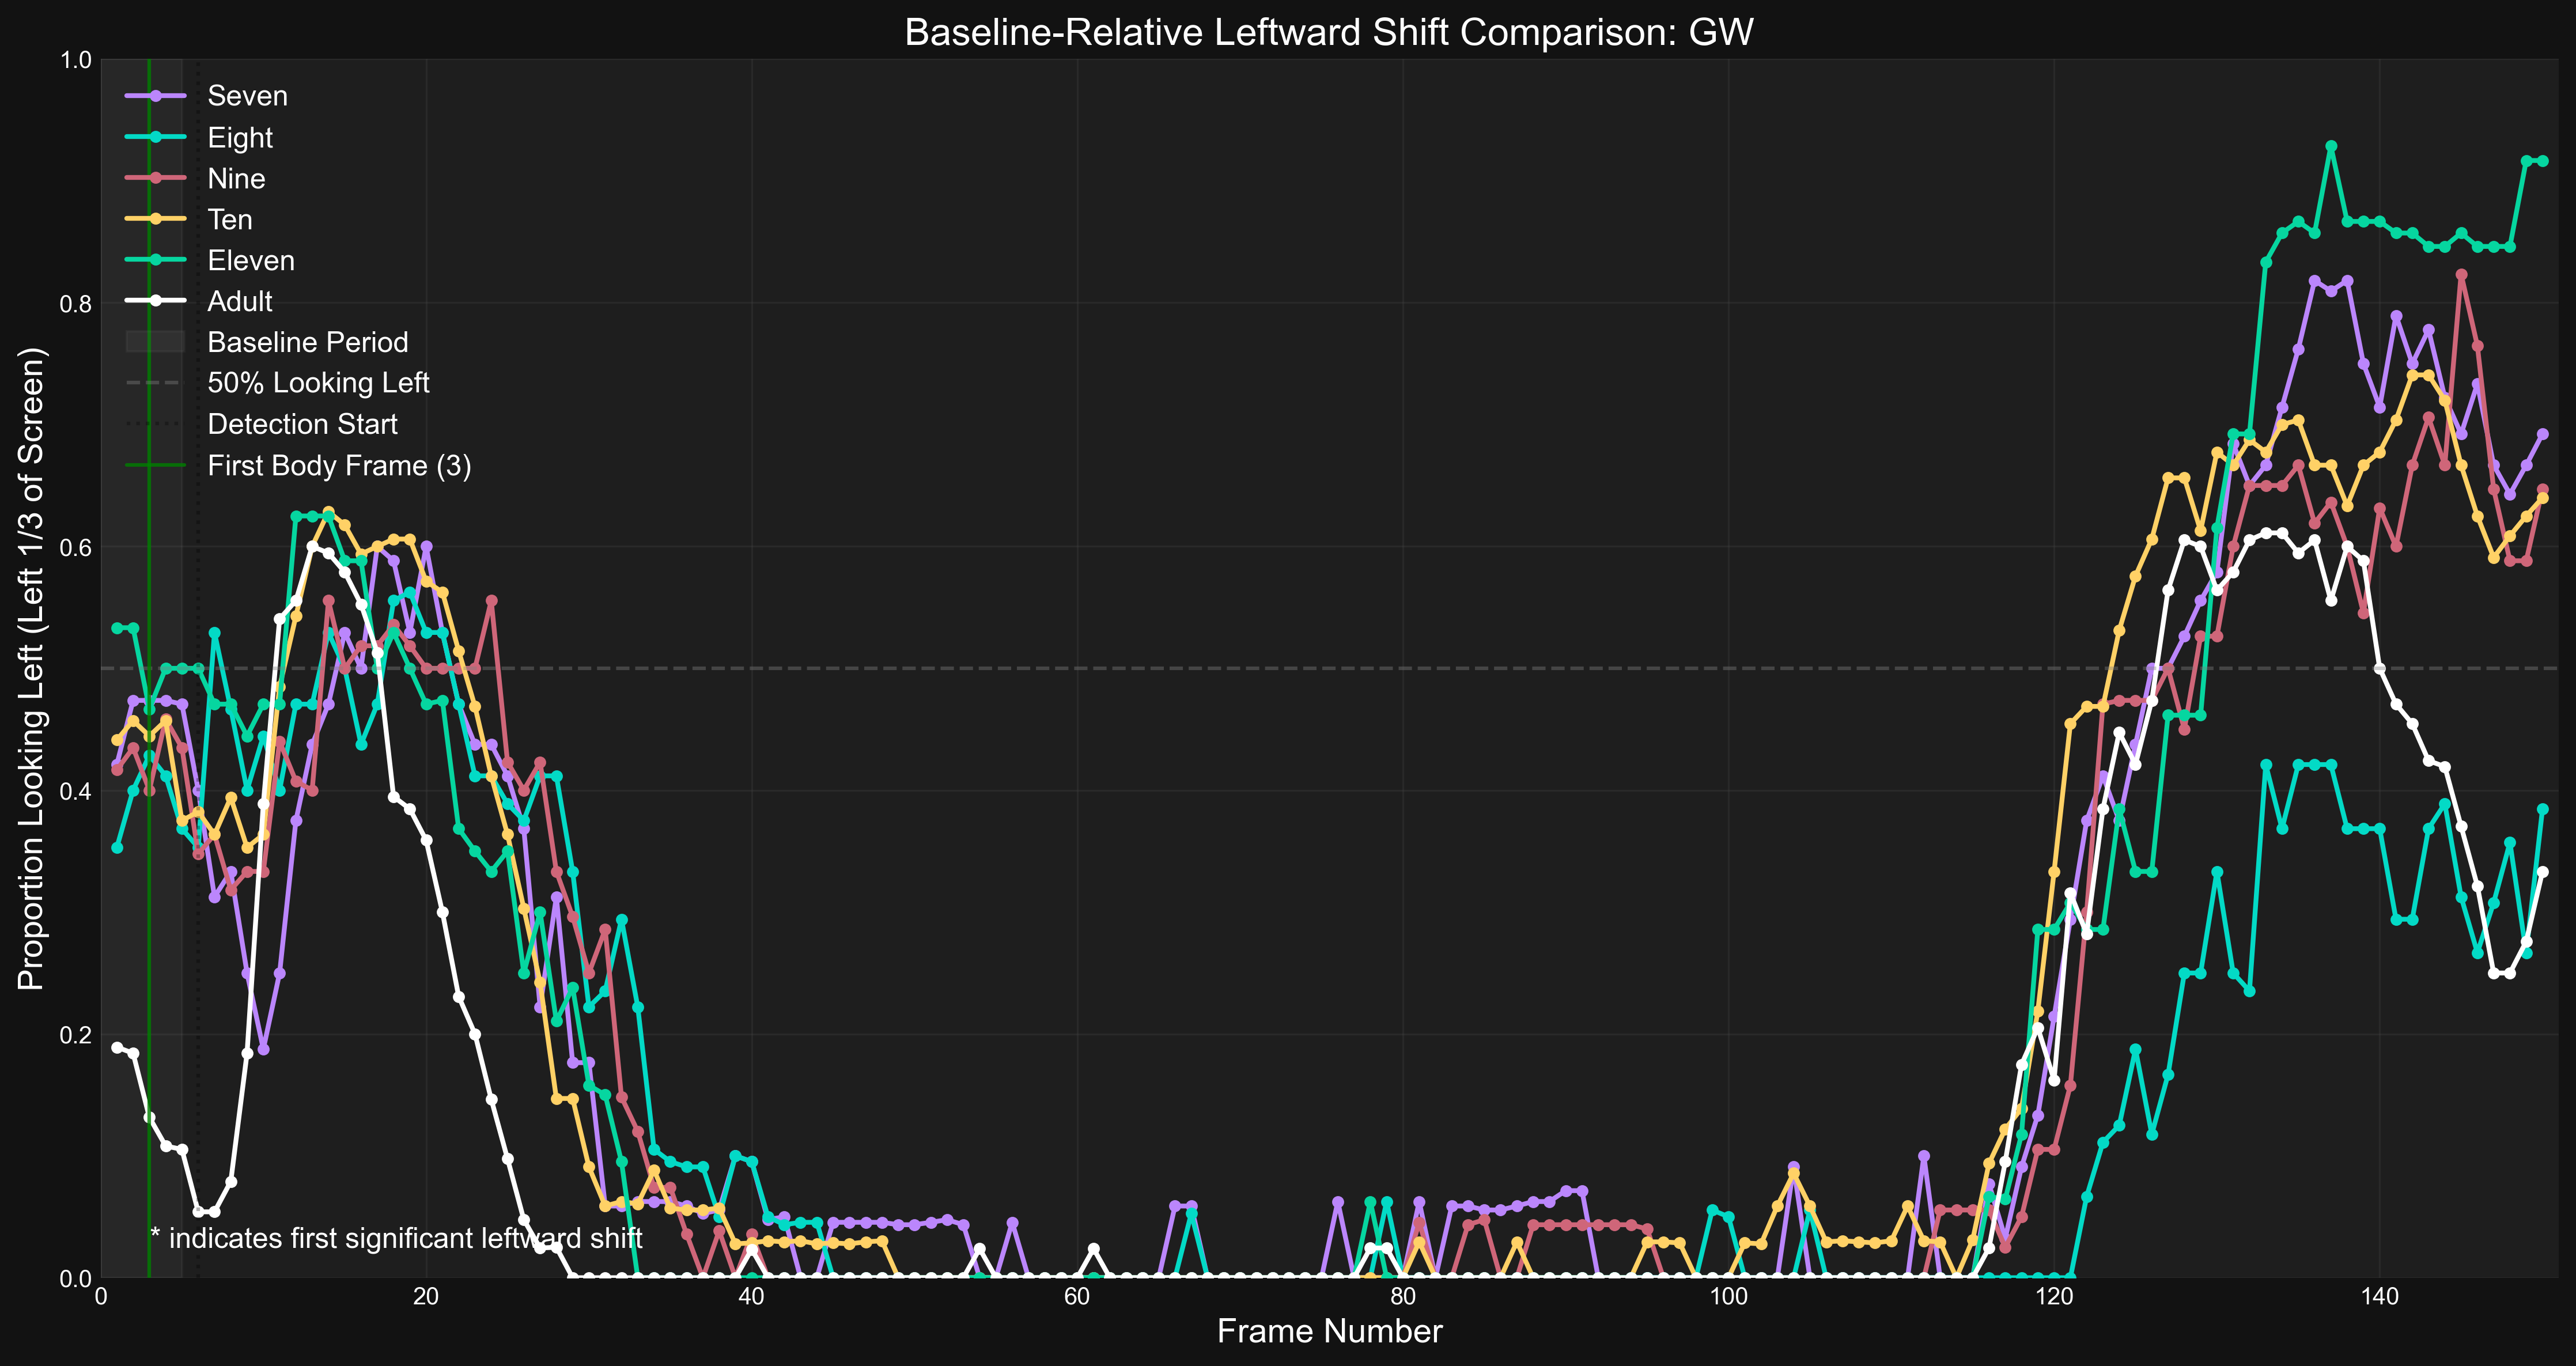 Baseline-Relative Leftward Shift Comparison: GW
Proportion Looking Left (Left 1/3 of Screen)
1.0
0.8
0.6
0.4
0.2
0.0
Seven
Eight
Nine
Ten
Eleven
Adult
Baseline Period
50% Looking Left
Detection Start
First Body Frame (3)
* indicates first significant leftward shift
0
20
40
60
80
100
120
140
Frame Number